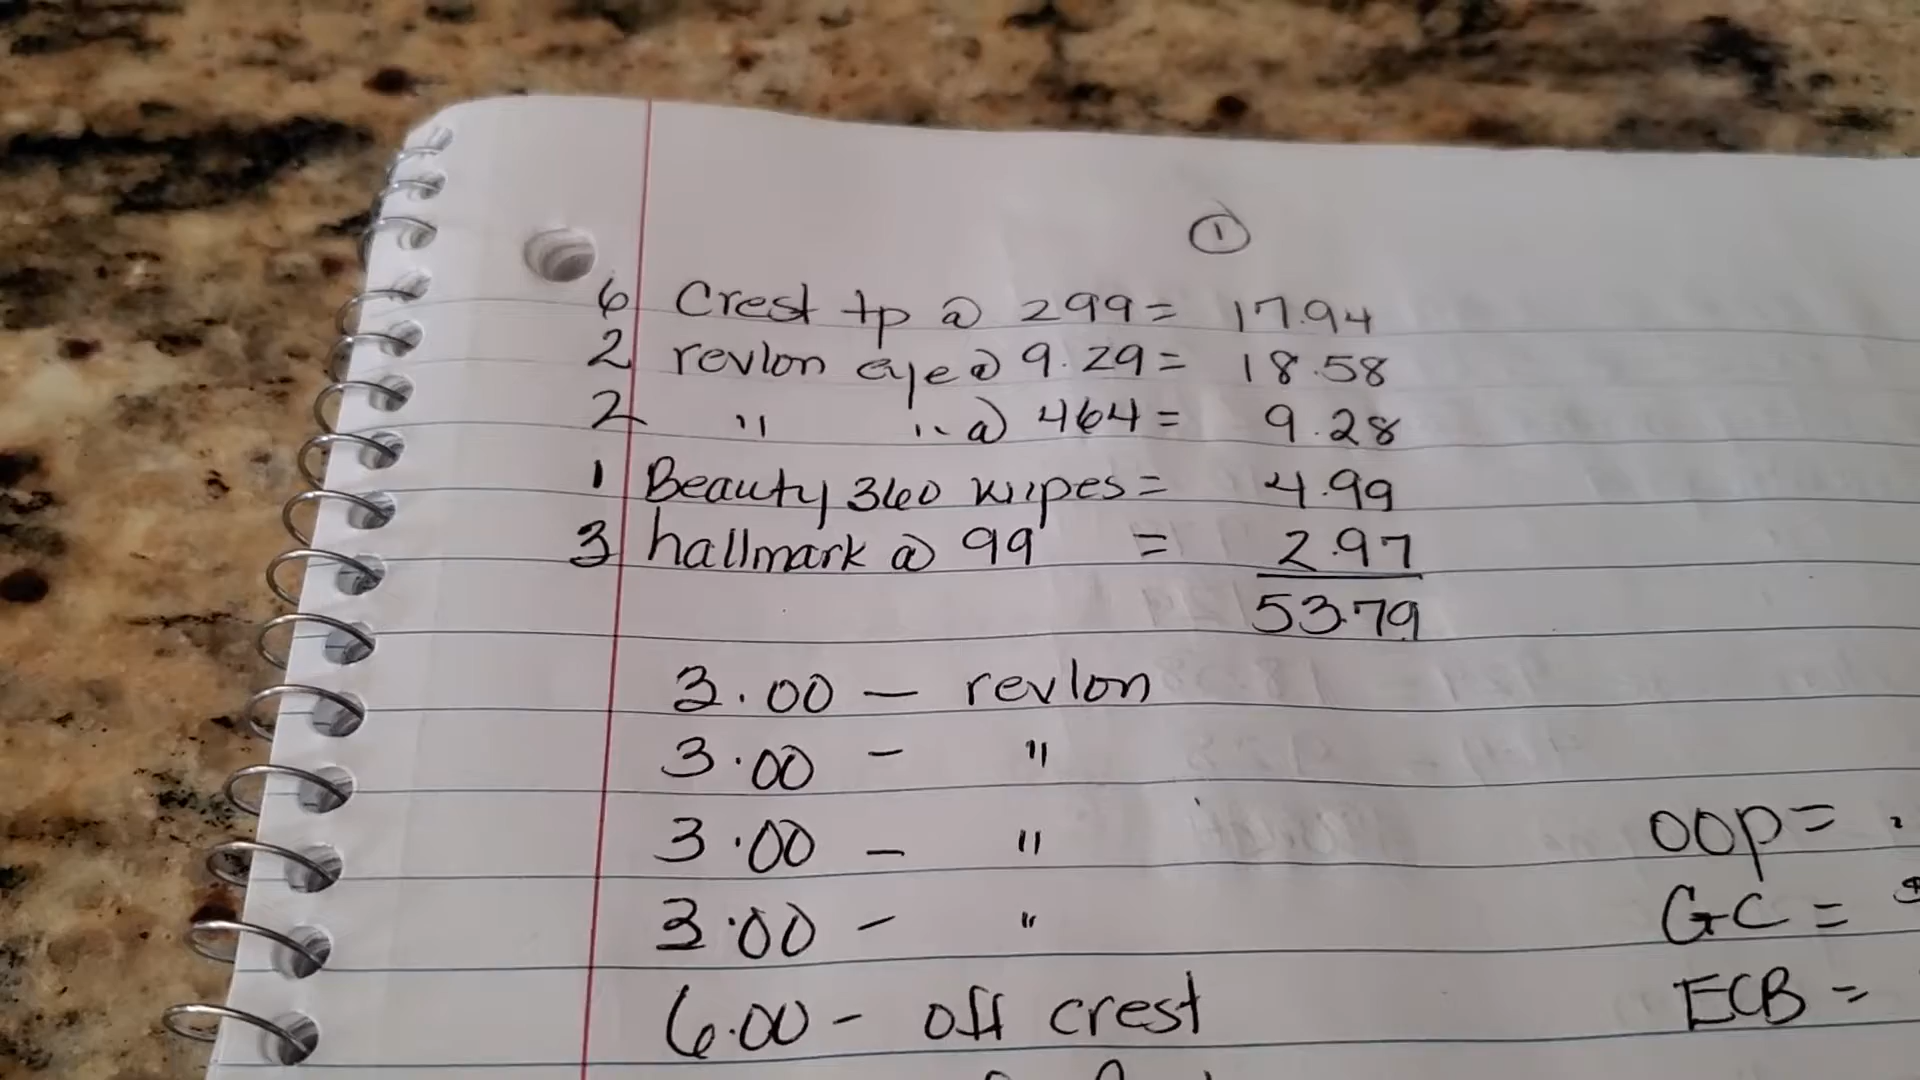 ①
6 Crest tp @ 299 = 17.94
2 revlon eye @ 9.29 = 18.58
2 " " @ 464 = 9.28
1 Beauty 360 wipes = 4.99
3 hallmark @ 99 = 2.97
53.79
3.00 — revlon
3.00 - "
3.00 - "
3.00 - "
6.00 - off crest
OOP = .
GC = $
ECB =